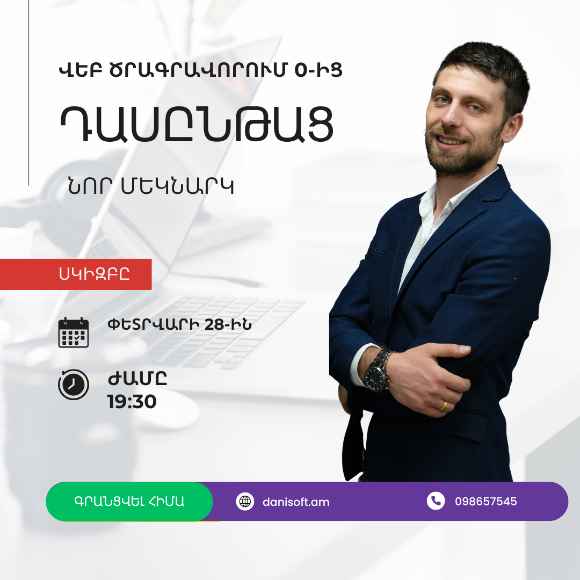 ՎԵԲ ԾՐԱԳՐԱՎՈՐՈՒՄ 0-ԻՑ
ԴԱՍԸՆԹԱՑ
ՆՈՐ ՄԵԿՆԱՐԿ
ՍԿԻԶԲԸ
ՓԵՏՐՎԱՐԻ 28-ԻՆ
ԺԱՄԸ
19:30
ԳՐԱՆՑՎԵԼ ՀԻՄԱ
danisoft.am
098657545